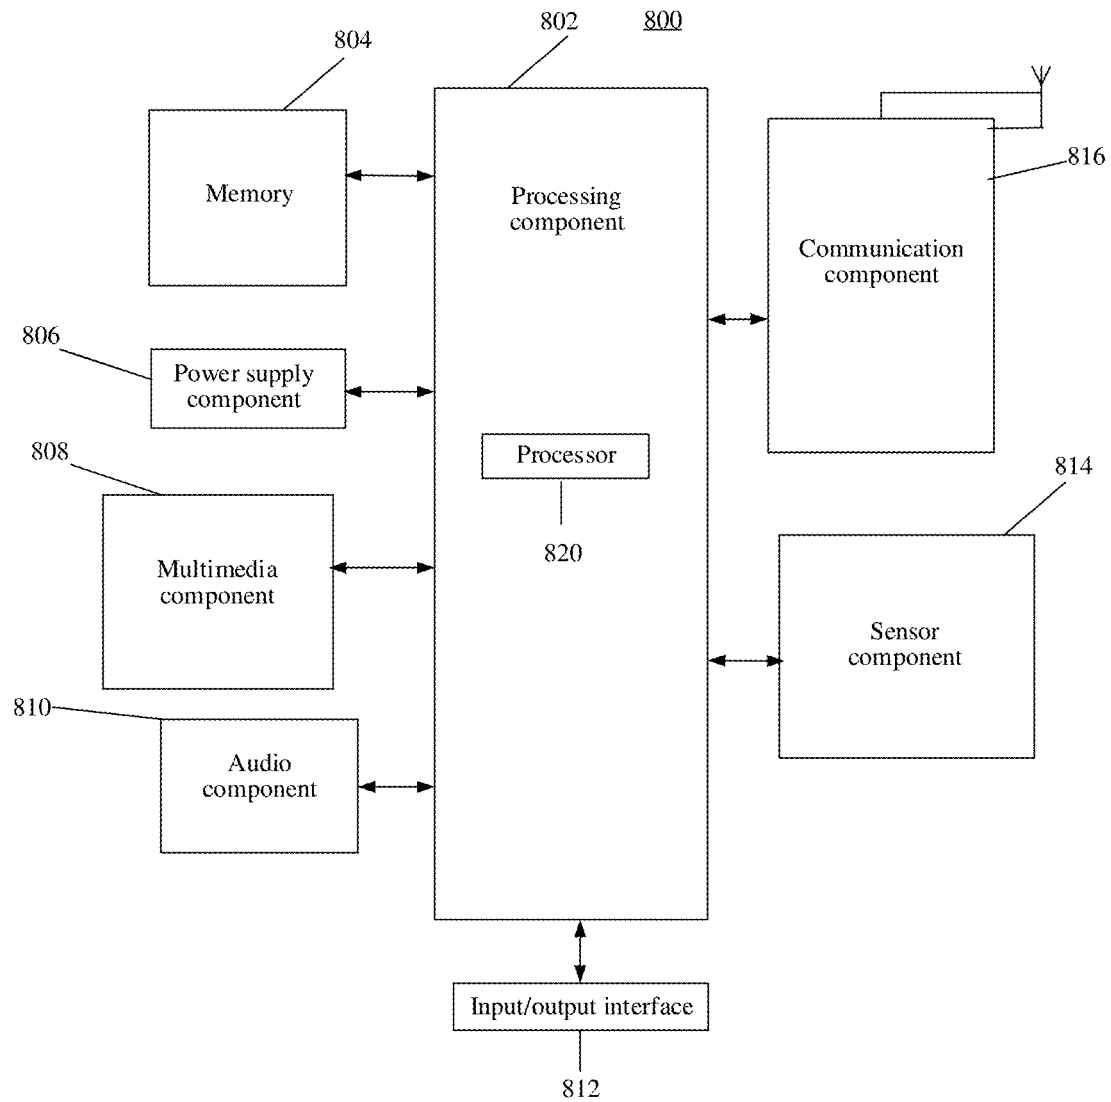 802
800
804
816
Memory
Processing
component
Communication
component
806
Power supply
component
808
Processor
814
820
Multimedia
component
Sensor
component
810
Audio
component
Input/output interface
812